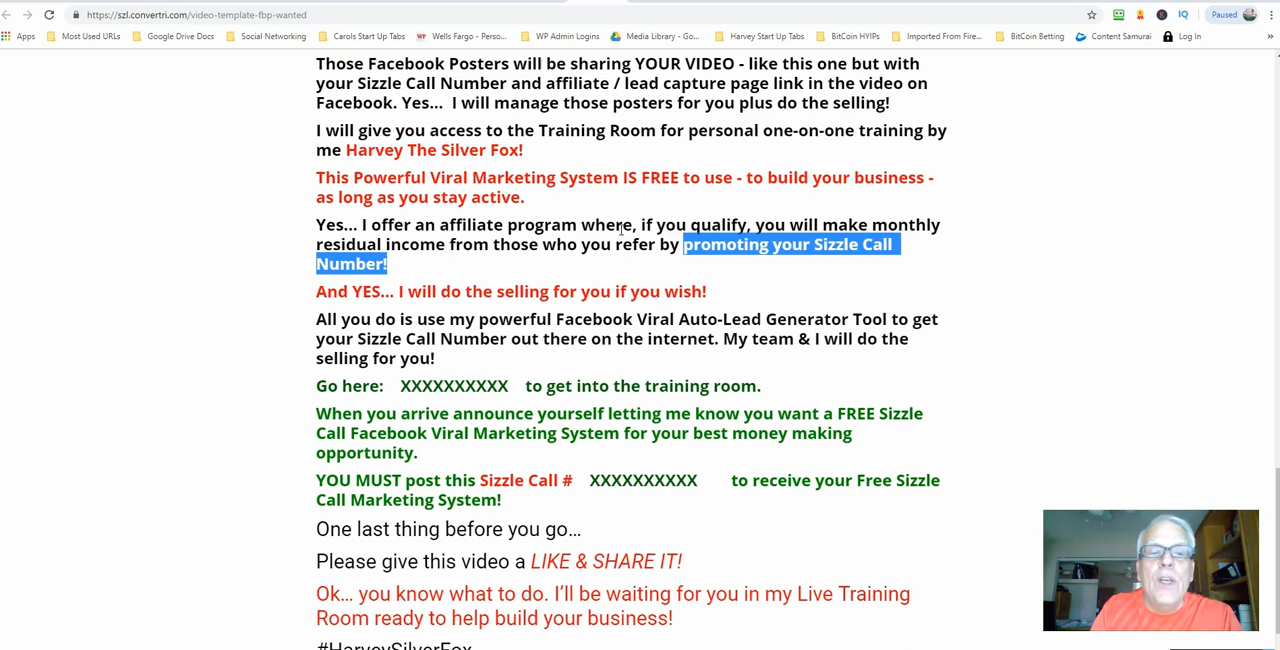 https://szl.convertri.com/video-template-fbp-wanted
Paused
Apps Most Used URLs Google Drive Docs Social Networking Carols Start Up Tabs Wells Fargo - Perso... WP Admin Logins Media Library - Go... Harvey Start Up Tabs BitCoin HYIPs Imported From Fire... BitCoin Betting Content Samurai Log In
Those Facebook Posters will be sharing YOUR VIDEO - like this one but with
your Sizzle Call Number and affiliate / lead capture page link in the video on
Facebook. Yes... I will manage those posters for you plus do the selling!
I will give you access to the Training Room for personal one-on-one training by
me Harvey The Silver Fox!
This Powerful Viral Marketing System IS FREE to use - to build your business -
as long as you stay active.
Yes... I offer an affiliate program where, if you qualify, you will make monthly
residual income from those who you refer by promoting your Sizzle Call
Number!
And YES... I will do the selling for you if you wish!
All you do is use my powerful Facebook Viral Auto-Lead Generator Tool to get
your Sizzle Call Number out there on the internet. My team & I will do the
selling for you!
Go here: XXXXXXXXXX to get into the training room.
When you arrive announce yourself letting me know you want a FREE Sizzle
Call Facebook Viral Marketing System for your best money making
opportunity.
YOU MUST post this Sizzle Call # XXXXXXXXXX to receive your Free Sizzle
Call Marketing System!
One last thing before you go...
Please give this video a LIKE & SHARE IT!
Ok... you know what to do. I'll be waiting for you in my Live Training
Room ready to help build your business!
#HarveySilverFox